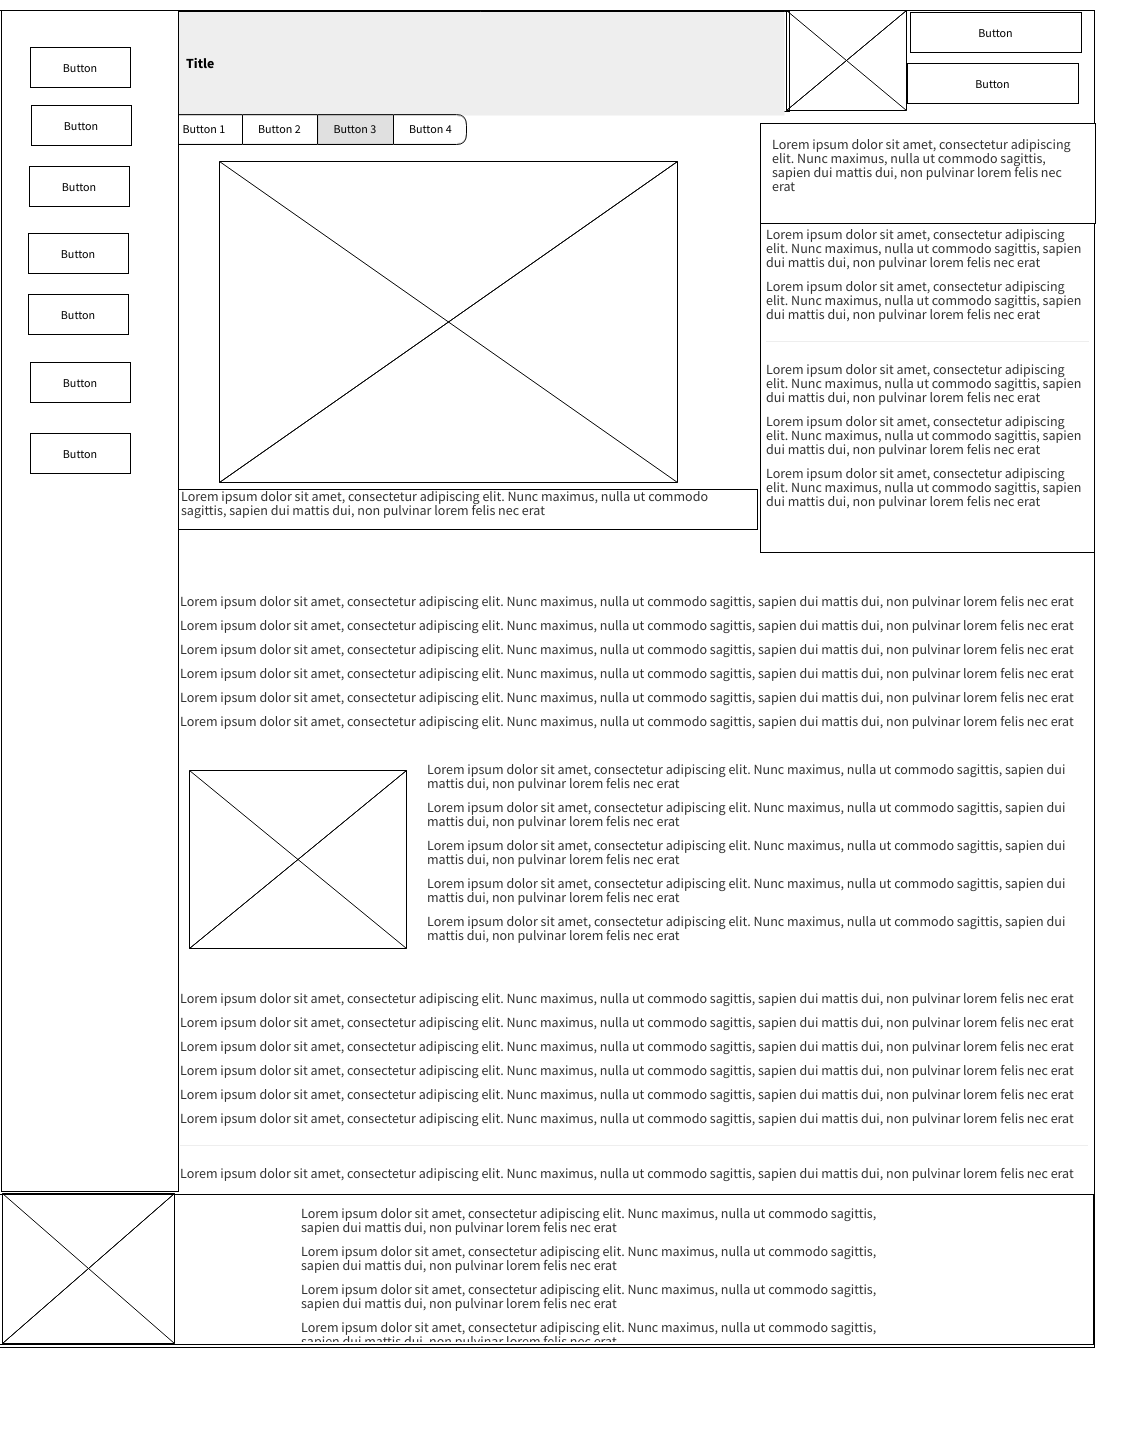 Button
Button
Button
Button
Button
Button
Button
Title
Button
Button
Button 1
Button 2
Button 3
Button 4
Lorem ipsum dolor sit amet, consectetur adipiscing
elit. Nunc maximus, nulla ut commodo sagittis,
sapien dui mattis dui, non pulvinar lorem felis nec
erat
Lorem ipsum dolor sit amet, consectetur adipiscing
elit. Nunc maximus, nulla ut commodo sagittis, sapien
dui mattis dui, non pulvinar lorem felis nec erat
Lorem ipsum dolor sit amet, consectetur adipiscing
elit. Nunc maximus, nulla ut commodo sagittis, sapien
dui mattis dui, non pulvinar lorem felis nec erat
Lorem ipsum dolor sit amet, consectetur adipiscing
elit. Nunc maximus, nulla ut commodo sagittis, sapien
dui mattis dui, non pulvinar lorem felis nec erat
Lorem ipsum dolor sit amet, consectetur adipiscing
elit. Nunc maximus, nulla ut commodo sagittis, sapien
dui mattis dui, non pulvinar lorem felis nec erat
Lorem ipsum dolor sit amet, consectetur adipiscing
elit. Nunc maximus, nulla ut commodo sagittis, sapien
dui mattis dui, non pulvinar lorem felis nec erat
Lorem ipsum dolor sit amet, consectetur adipiscing elit. Nunc maximus, nulla ut commodo
sagittis, sapien dui mattis dui, non pulvinar lorem felis nec erat
Lorem ipsum dolor sit amet, consectetur adipiscing elit. Nunc maximus, nulla ut commodo sagittis, sapien dui mattis dui, non pulvinar lorem felis nec erat
Lorem ipsum dolor sit amet, consectetur adipiscing elit. Nunc maximus, nulla ut commodo sagittis, sapien dui mattis dui, non pulvinar lorem felis nec erat
Lorem ipsum dolor sit amet, consectetur adipiscing elit. Nunc maximus, nulla ut commodo sagittis, sapien dui mattis dui, non pulvinar lorem felis nec erat
Lorem ipsum dolor sit amet, consectetur adipiscing elit. Nunc maximus, nulla ut commodo sagittis, sapien dui mattis dui, non pulvinar lorem felis nec erat
Lorem ipsum dolor sit amet, consectetur adipiscing elit. Nunc maximus, nulla ut commodo sagittis, sapien dui mattis dui, non pulvinar lorem felis nec erat
Lorem ipsum dolor sit amet, consectetur adipiscing elit. Nunc maximus, nulla ut commodo sagittis, sapien dui mattis dui, non pulvinar lorem felis nec erat
Lorem ipsum dolor sit amet, consectetur adipiscing elit. Nunc maximus, nulla ut commodo sagittis, sapien dui
mattis dui, non pulvinar lorem felis nec erat
Lorem ipsum dolor sit amet, consectetur adipiscing elit. Nunc maximus, nulla ut commodo sagittis, sapien dui
mattis dui, non pulvinar lorem felis nec erat
Lorem ipsum dolor sit amet, consectetur adipiscing elit. Nunc maximus, nulla ut commodo sagittis, sapien dui
mattis dui, non pulvinar lorem felis nec erat
Lorem ipsum dolor sit amet, consectetur adipiscing elit. Nunc maximus, nulla ut commodo sagittis, sapien dui
mattis dui, non pulvinar lorem felis nec erat
Lorem ipsum dolor sit amet, consectetur adipiscing elit. Nunc maximus, nulla ut commodo sagittis, sapien dui
mattis dui, non pulvinar lorem felis nec erat
Lorem ipsum dolor sit amet, consectetur adipiscing elit. Nunc maximus, nulla ut commodo sagittis, sapien dui mattis dui, non pulvinar lorem felis nec erat
Lorem ipsum dolor sit amet, consectetur adipiscing elit. Nunc maximus, nulla ut commodo sagittis, sapien dui mattis dui, non pulvinar lorem felis nec erat
Lorem ipsum dolor sit amet, consectetur adipiscing elit. Nunc maximus, nulla ut commodo sagittis, sapien dui mattis dui, non pulvinar lorem felis nec erat
Lorem ipsum dolor sit amet, consectetur adipiscing elit. Nunc maximus, nulla ut commodo sagittis, sapien dui mattis dui, non pulvinar lorem felis nec erat
Lorem ipsum dolor sit amet, consectetur adipiscing elit. Nunc maximus, nulla ut commodo sagittis, sapien dui mattis dui, non pulvinar lorem felis nec erat
Lorem ipsum dolor sit amet, consectetur adipiscing elit. Nunc maximus, nulla ut commodo sagittis, sapien dui mattis dui, non pulvinar lorem felis nec erat
Lorem ipsum dolor sit amet, consectetur adipiscing elit. Nunc maximus, nulla ut commodo sagittis, sapien dui mattis dui, non pulvinar lorem felis nec erat
Lorem ipsum dolor sit amet, consectetur adipiscing elit. Nunc maximus, nulla ut commodo sagittis,
sapien dui mattis dui, non pulvinar lorem felis nec erat
Lorem ipsum dolor sit amet, consectetur adipiscing elit. Nunc maximus, nulla ut commodo sagittis,
sapien dui mattis dui, non pulvinar lorem felis nec erat
Lorem ipsum dolor sit amet, consectetur adipiscing elit. Nunc maximus, nulla ut commodo sagittis,
sapien dui mattis dui, non pulvinar lorem felis nec erat
Lorem ipsum dolor sit amet, consectetur adipiscing elit. Nunc maximus, nulla ut commodo sagittis,
sapien dui mattis dui, non pulvinar lorem felis nec erat